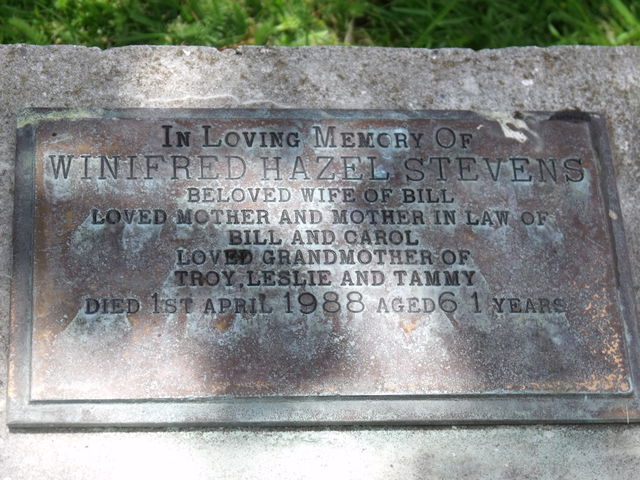 In Loving Memory Of
WINIFRED HAZEL STEVENS
BELOVED WIFE OF BILL
LOVED MOTHER AND MOTHER IN LAW OF
BILL AND CAROL
LOVED GRANDMOTHER OF
TROY, LESLIE AND TAMMY
DIED 1ST APRIL 1988 AGED 61 YEARS